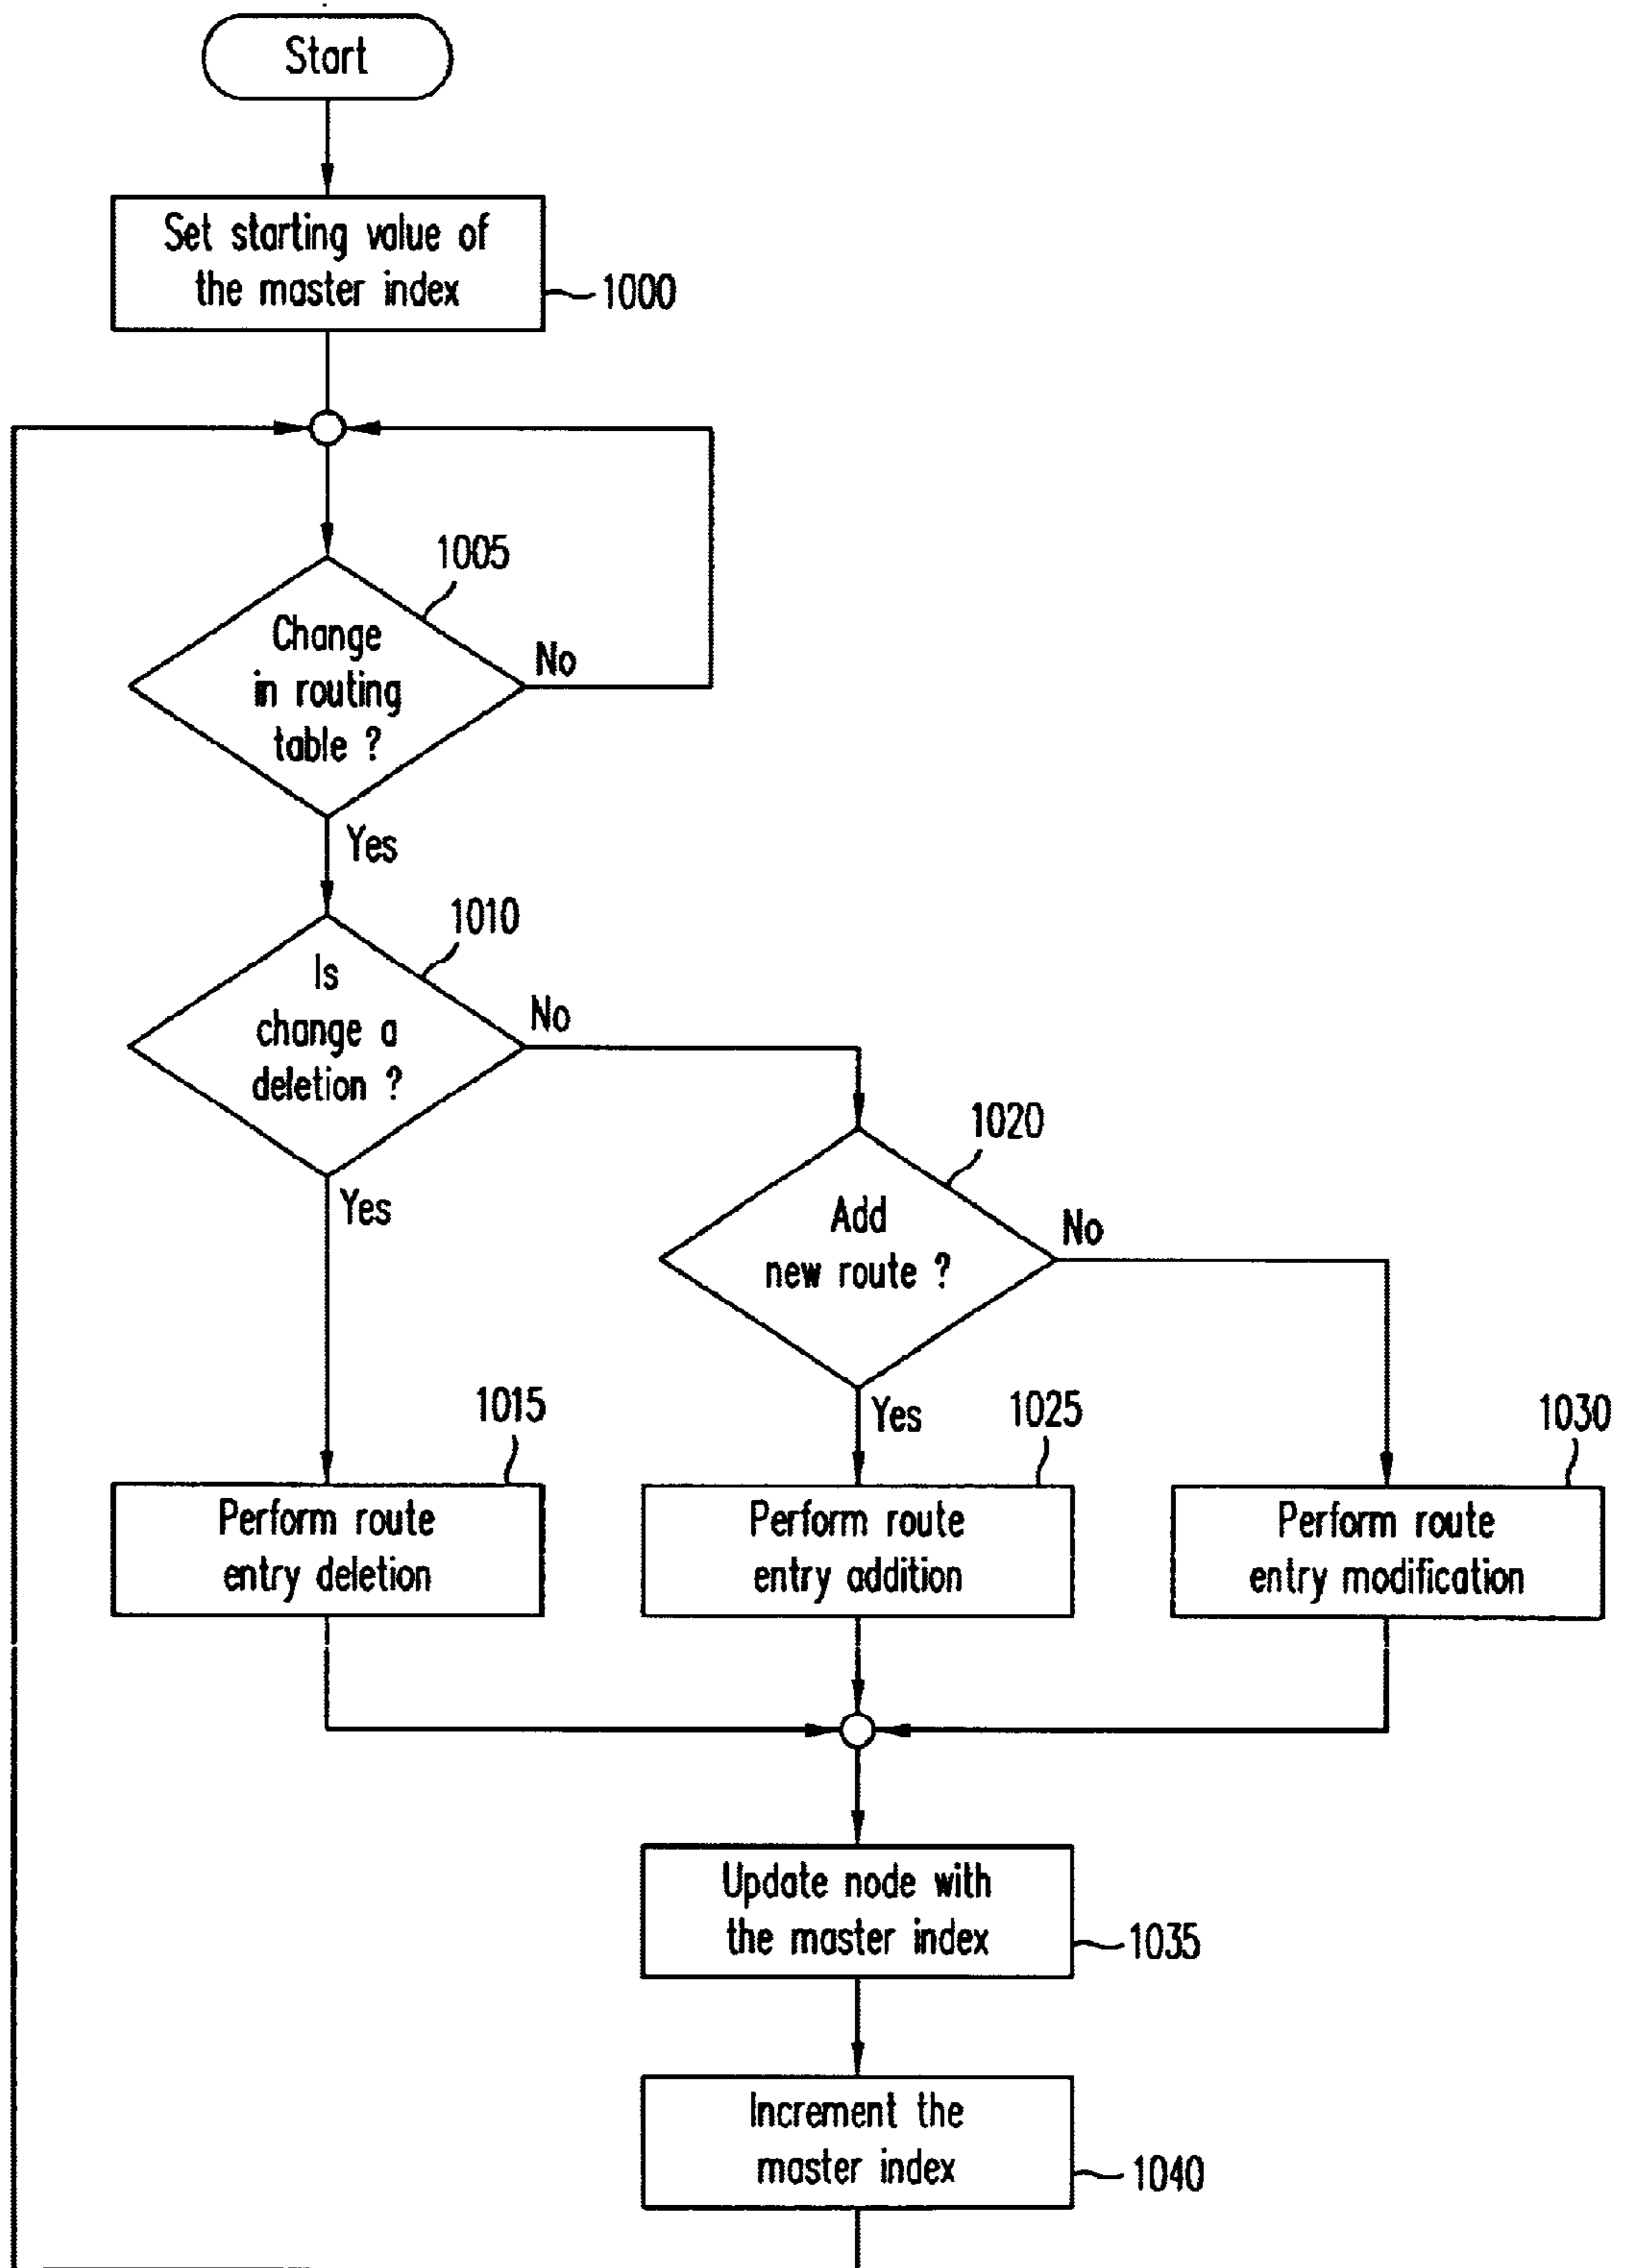 Start
Set starting value of
the master index
1000
1005
Change
in routing
table ?
No
Yes
1010
Is
change a
deletion ?
No
Yes
1020
Add
new route ?
No
Yes
1015
Perform route
entry deletion
1025
Perform route
entry addition
1030
Perform route
entry modification
Update node with
the master index
1035
Increment the
master index
1040